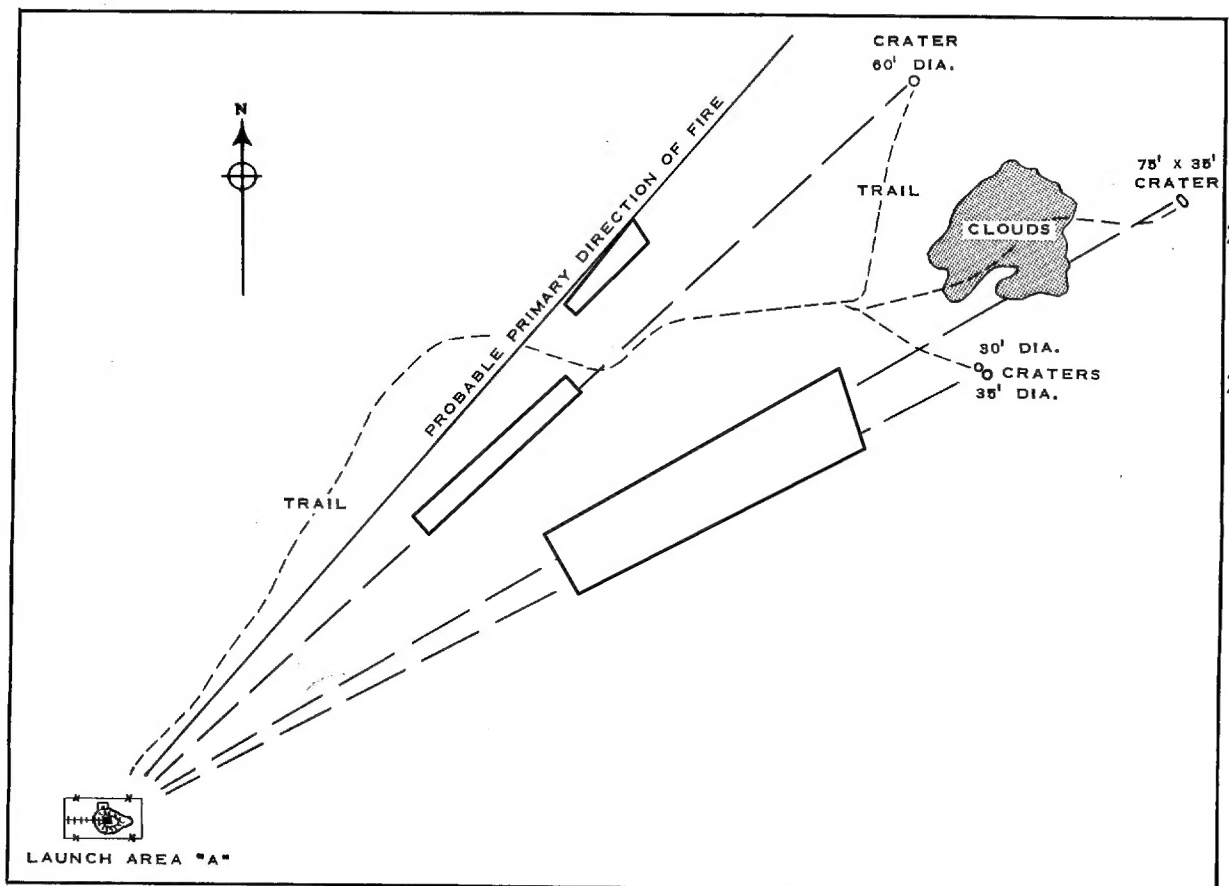 CRATER
60' DIA.
N
PROBABLE PRIMARY DIRECTION OF FIRE
75' X 35'
CRATER
TRAIL
CLOUDS
30' DIA.
CRATERS
35' DIA.
TRAIL
LAUNCH AREA "A"